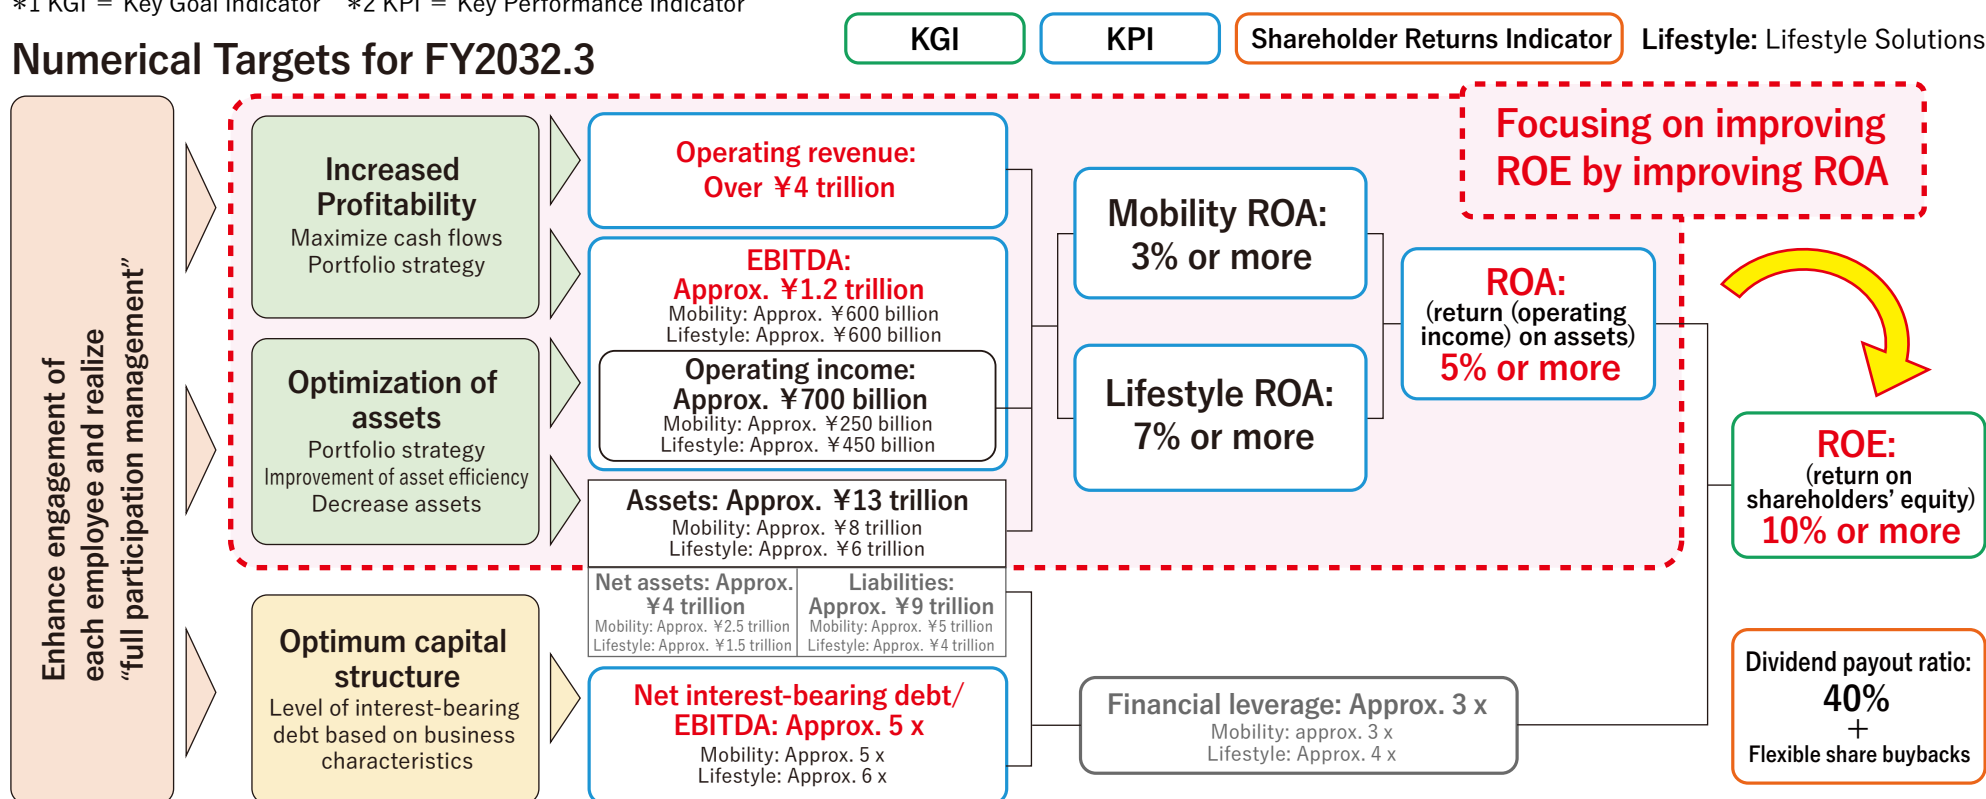 *1 KGI = Key Goal Indicator *2 KPI = Key Performance Indicator
Numerical Targets for FY2032.3
KGI
KPI
Shareholder Returns Indicator
Lifestyle: Lifestyle Solutions
Enhance engagement of
each employee and realize
“full participation management”
Increased
Profitability
Maximize cash flows
Portfolio strategy
Optimization of
assets
Portfolio strategy
Improvement of asset efficiency
Decrease assets
Optimum capital
structure
Level of interest-bearing
debt based on business
characteristics
Operating revenue:
Over ¥4 trillion
EBITDA:
Approx. ¥1.2 trillion
Mobility: Approx. ¥600 billion
Lifestyle: Approx. ¥600 billion
Operating income:
Approx. ¥700 billion
Mobility: Approx. ¥250 billion
Lifestyle: Approx. ¥450 billion
Assets: Approx. ¥13 trillion
Mobility: Approx. ¥8 trillion
Lifestyle: Approx. ¥6 trillion
Net assets: Approx.
¥4 trillion
Mobility: Approx. ¥2.5 trillion
Lifestyle: Approx. ¥1.5 trillion
Liabilities:
Approx. ¥9 trillion
Mobility: Approx. ¥5 trillion
Lifestyle: Approx. ¥4 trillion
Net interest-bearing debt/
EBITDA: Approx. 5 x
Mobility: Approx. 5 x
Lifestyle: Approx. 6 x
Mobility ROA:
3% or more
Lifestyle ROA:
7% or more
Financial leverage: Approx. 3 x
Mobility: approx. 3 x
Lifestyle: Approx. 4 x
Focusing on improving
ROE by improving ROA
ROA:
(return (operating
income) on assets)
5% or more
ROE:
(return on
shareholders’ equity)
10% or more
Dividend payout ratio:
40%
+
Flexible share buybacks